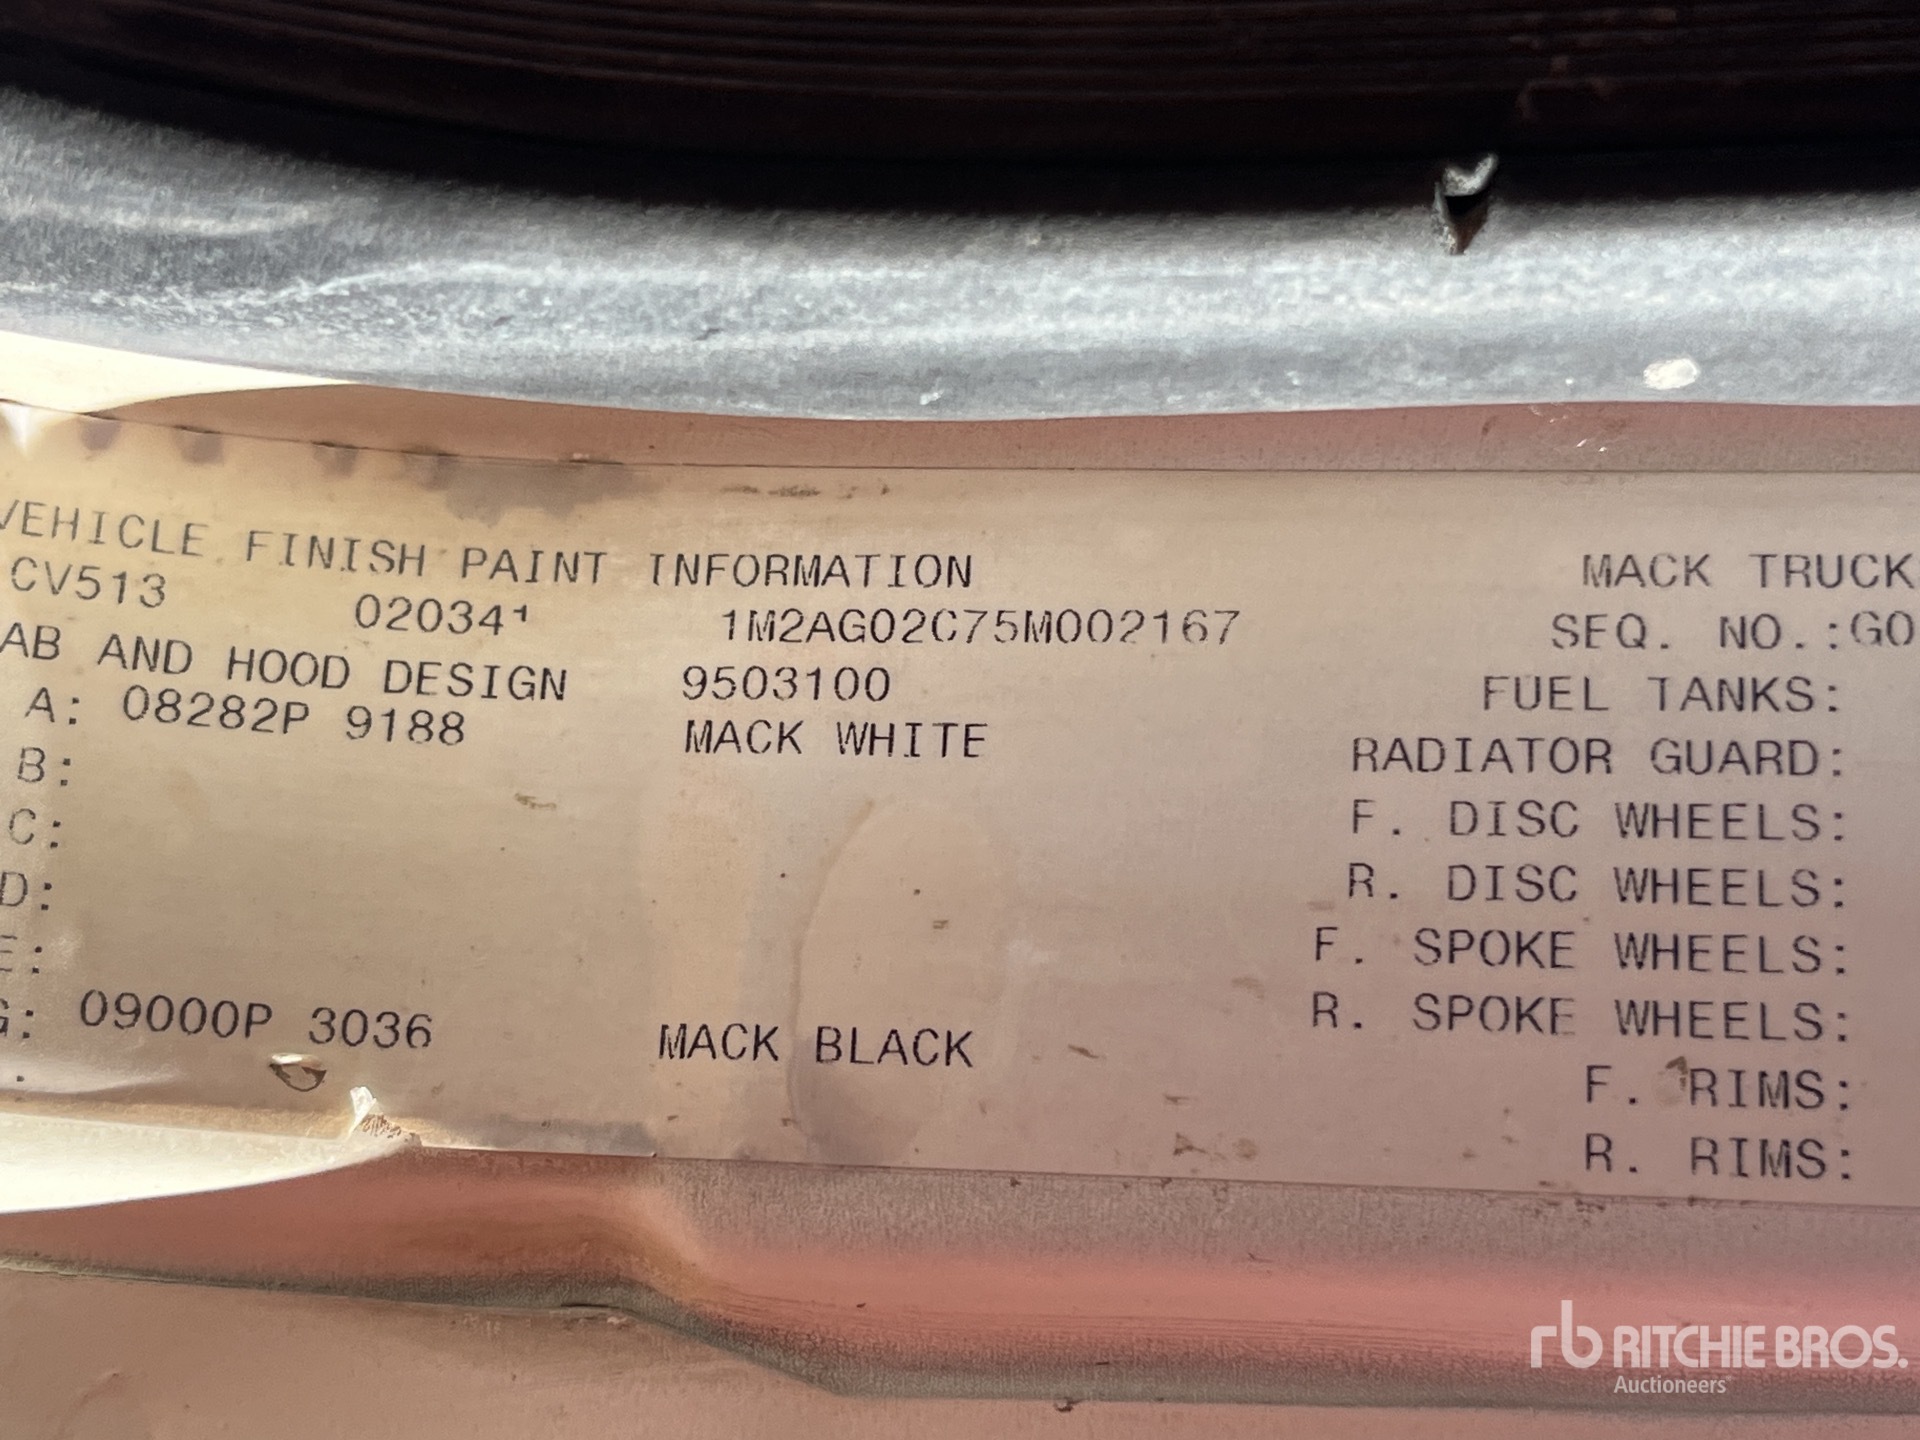 VEHICLE FINISH PAINT INFORMATION
CV513 020341 1M2AG02C75M002167
AB AND HOOD DESIGN 9503100
A: 08282P 9188 MACK WHITE
B:
C:
D:
E:
G: 09000P 3036 MACK BLACK
MACK TRUCK
SEQ. NO.:GO
FUEL TANKS:
RADIATOR GUARD:
F. DISC WHEELS:
R. DISC WHEELS:
F. SPOKE WHEELS:
R. SPOKE WHEELS:
F. RIMS:
R. RIMS:
rb RITCHIE BROS.
Auctioneers